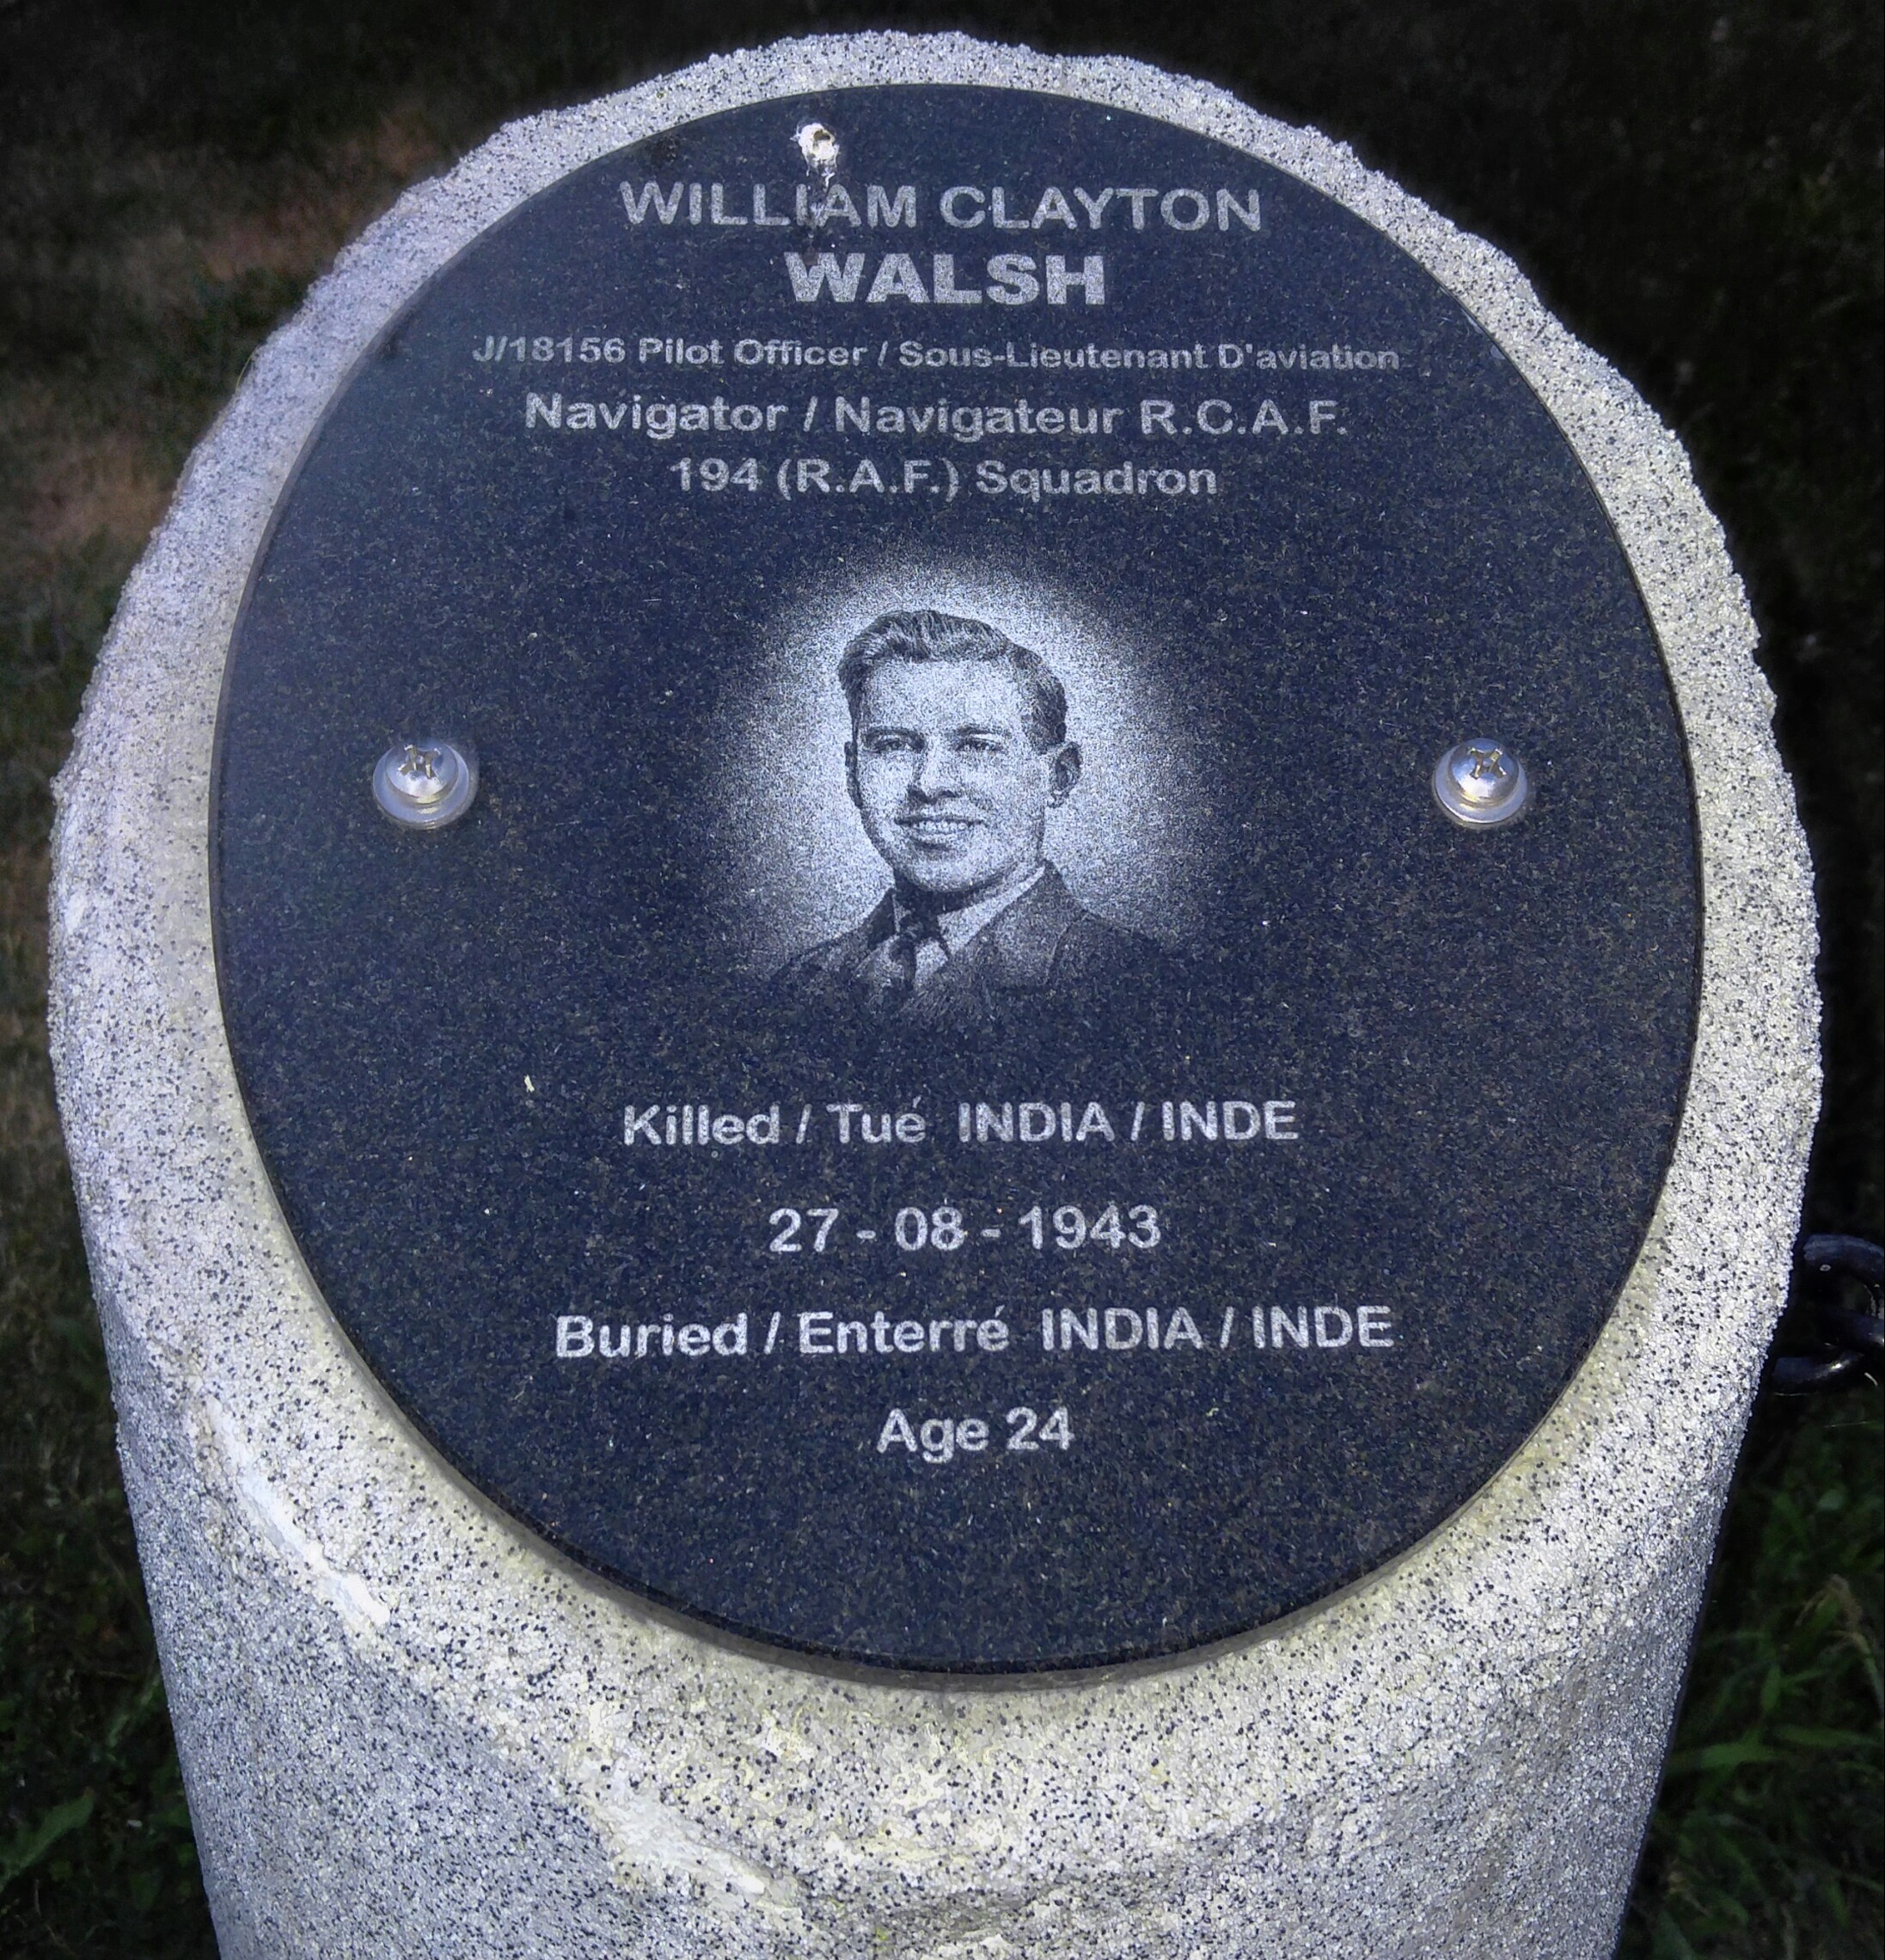 WILLIAM CLAYTON
WALSH
J/18156 Pilot Officer / Sous-Lieutenant D'aviation
Navigator / Navigateur R.C.A.F.
194 (R.A.F.) Squadron
Killed / Tué INDIA / INDE
27 - 08 - 1943
Buried / Enterré INDIA / INDE
Age 24